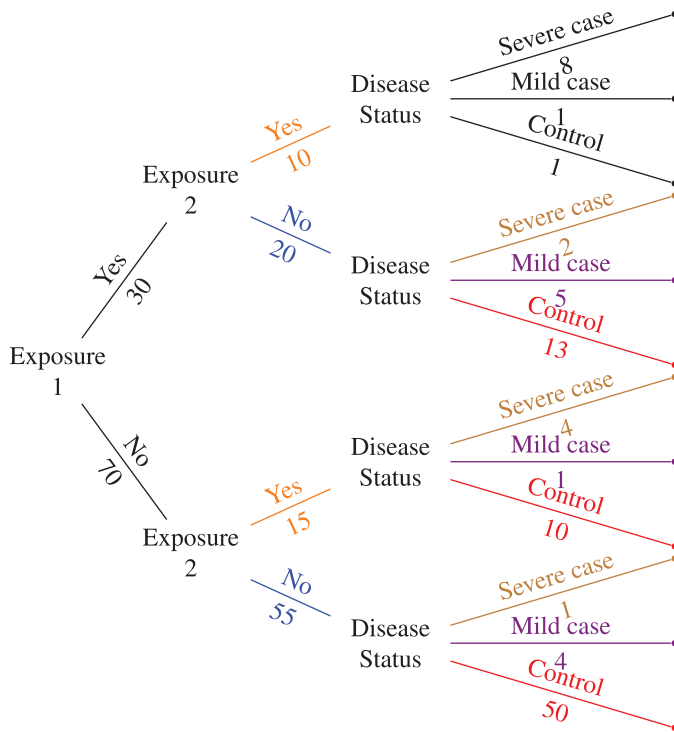 Severe case
8
Mild case
1
Control
1
Disease
Status
Yes
10
Exposure
2
No
20
Severe case
2
Mild case
5
Control
13
Disease
Status
Yes
30
Exposure
1
No
70
Severe case
4
Mild case
1
Control
10
Disease
Status
Yes
15
Exposure
2
No
55
Severe case
1
Mild case
4
Control
50
Disease
Status